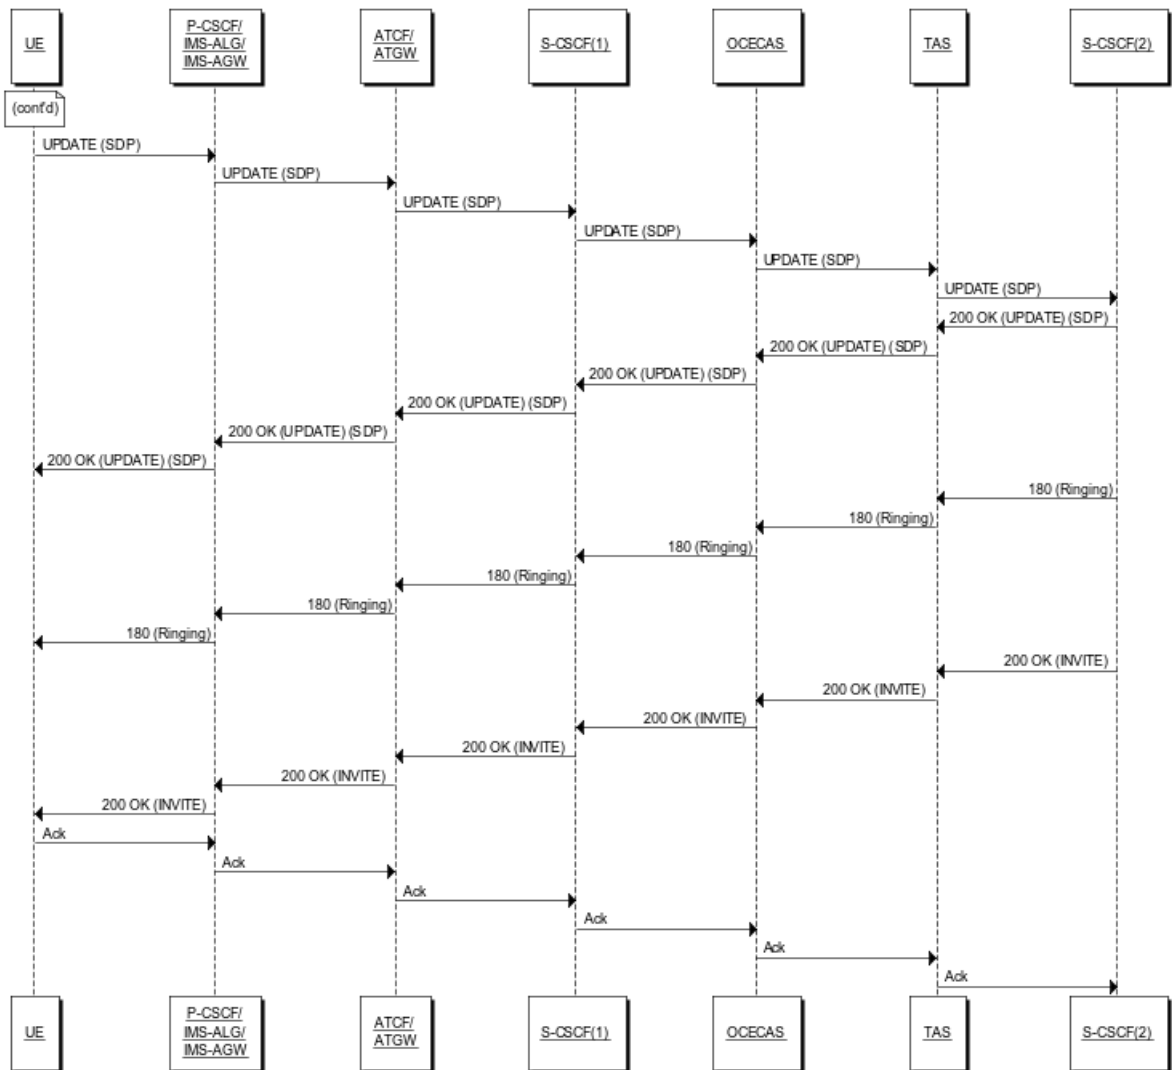 UE
P-CSCF/
IMS-ALG/
IMS-AGW
ATCF/
ATGW
S-CSCF(1)
OCECAS
TAS
S-CSCF(2)
(cont'd)
UPDATE (SDP)
UPDATE (SDP)
UPDATE (SDP)
UPDATE (SDP)
UPDATE (SDP)
UPDATE (SDP)
200 OK (UPDATE) (SDP)
200 OK (UPDATE) (SDP)
200 OK (UPDATE) (SDP)
200 OK (UPDATE) (SDP)
200 OK (UPDATE) (SDP)
200 OK (UPDATE) (SDP)
180 (Ringing)
180 (Ringing)
180 (Ringing)
180 (Ringing)
180 (Ringing)
180 (Ringing)
200 OK (INVITE)
200 OK (INVITE)
200 OK (INVITE)
200 OK (INVITE)
200 OK (INVITE)
200 OK (INVITE)
Ack
Ack
Ack
Ack
Ack
Ack
UE
P-CSCF/
IMS-ALG/
IMS-AGW
ATCF/
ATGW
S-CSCF(1)
OCECAS
TAS
S-CSCF(2)